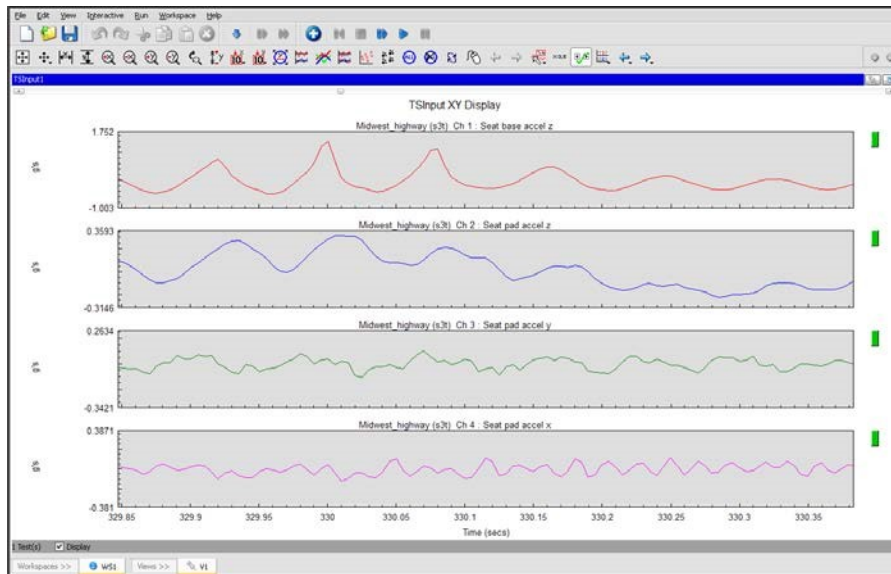 File Edit View Interactive Run Workspace Help
TSInput1
TSInput XY Display
Midwest_highway (s3t) Ch 1 : Seat base accel z
1.752
g's
-1.003
Midwest_highway (s3t) Ch 2 : Seat pad accel z
0.3593
g's
-0.3146
Midwest_highway (s3t) Ch 3 : Seat pad accel y
0.2634
g's
-0.3421
Midwest_highway (s3t) Ch 4 : Seat pad accel x
0.3871
g's
-0.381
329.85 329.9 329.95 330 330.05 330.1 330.15 330.2 330.25 330.3 330.35
Time (secs)
1 Test(s) Display
Workspaces >> WS1 Views >> V1